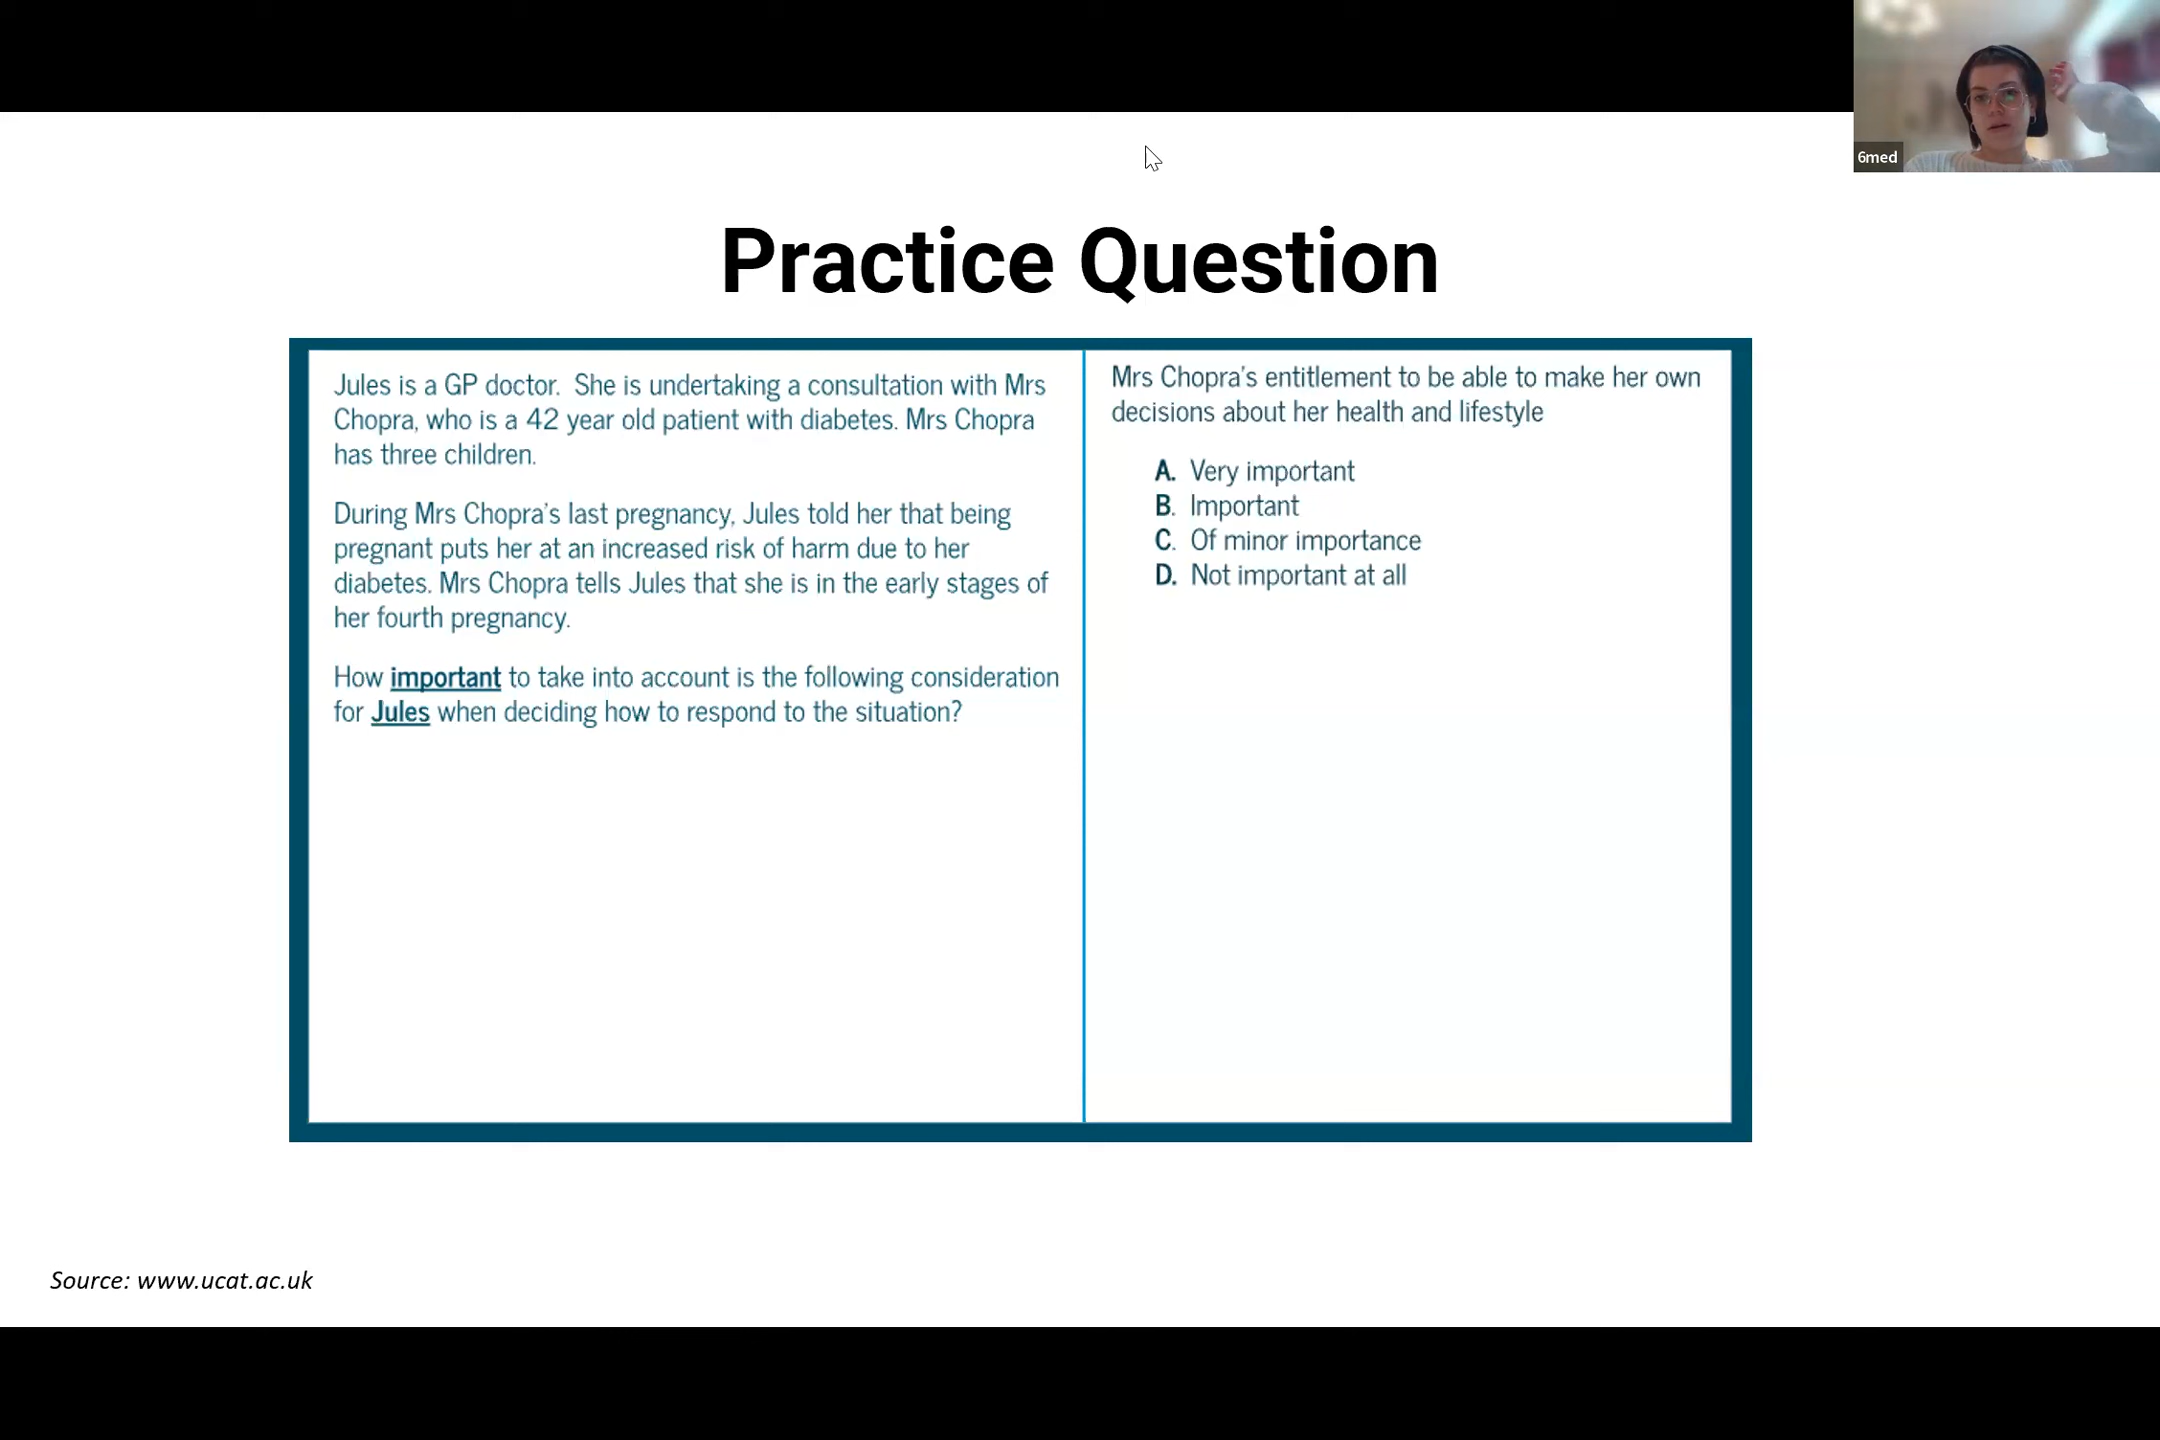 6med
Practice Question
Jules is a GP doctor. She is undertaking a consultation with Mrs
Chopra, who is a 42 year old patient with diabetes. Mrs Chopra
has three children.
During Mrs Chopra's last pregnancy, Jules told her that being
pregnant puts her at an increased risk of harm due to her
diabetes. Mrs Chopra tells Jules that she is in the early stages of
her fourth pregnancy.
How important to take into account is the following consideration
for Jules when deciding how to respond to the situation?
Mrs Chopra's entitlement to be able to make her own
decisions about her health and lifestyle
A. Very important
B. Important
C. Of minor importance
D. Not important at all
Source: www.ucat.ac.uk